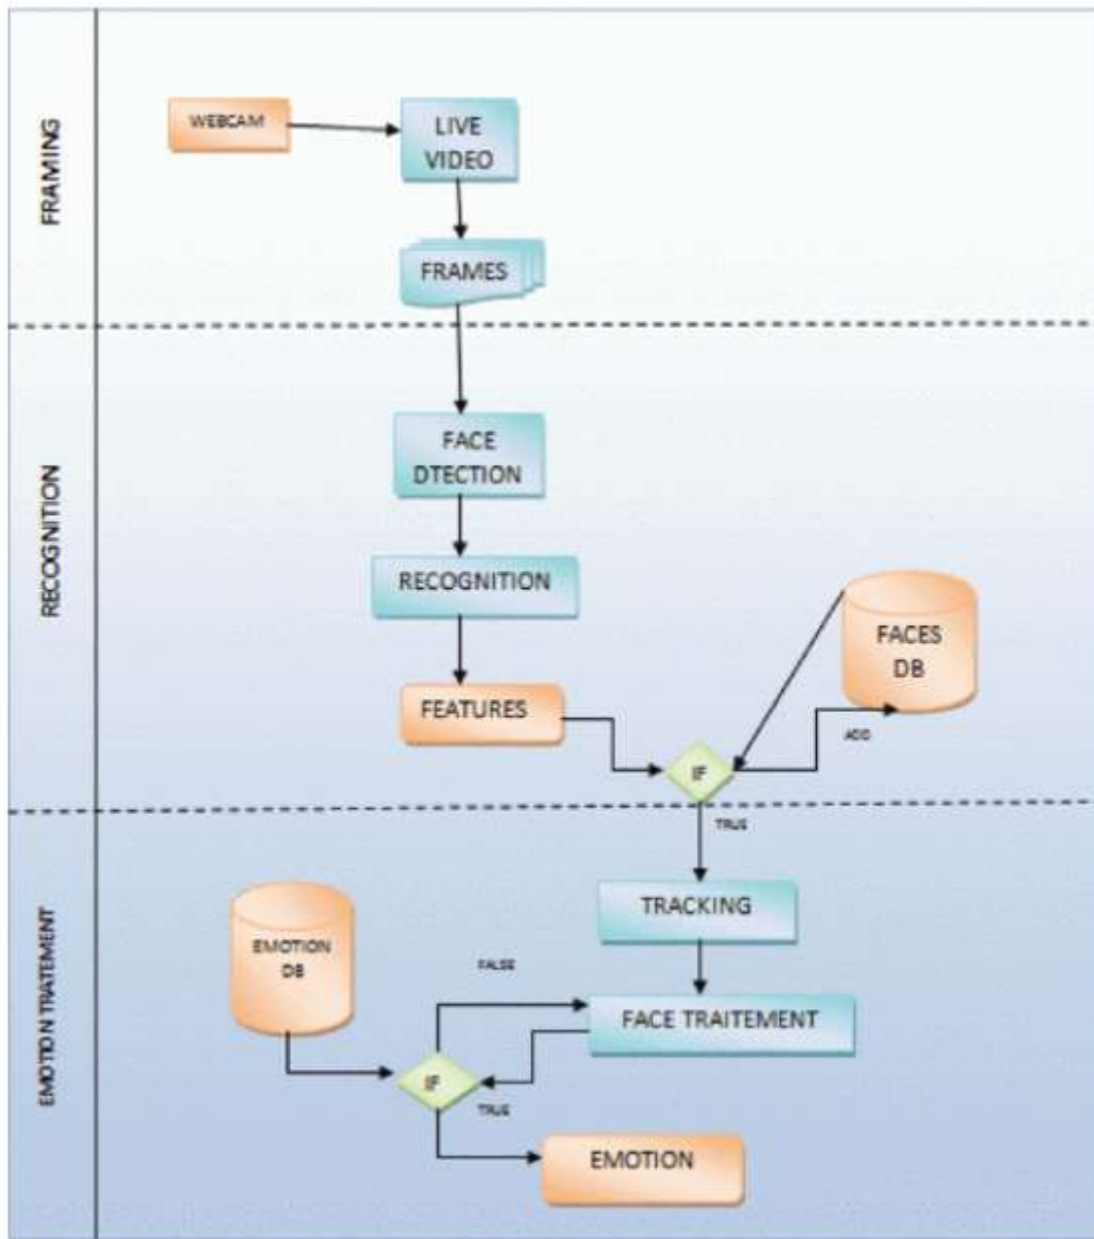 FRAMING
WEBCAM
LIVE
VIDEO
FRAMES
RECOGNITION
FACE
DTECTION
RECOGNITION
FEATURES
FACES
DB
ADD
IF
TRUE
EMOTION TRATEMENT
TRACKING
EMOTION
DB
FALSE
FACE TRAITEMENT
IF
TRUE
EMOTION